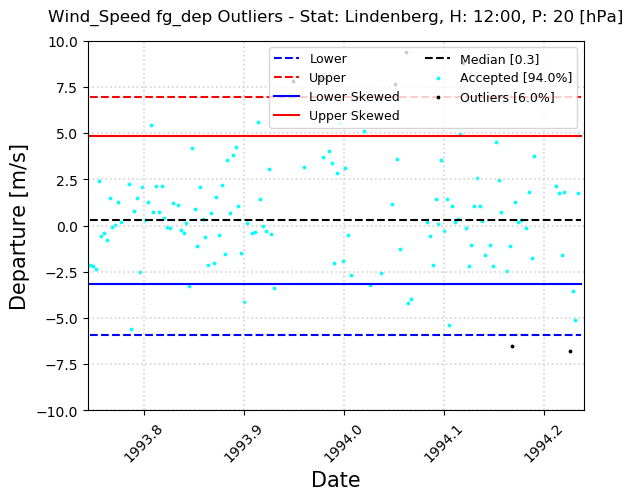 Wind_Speed fg_dep Outliers - Stat: Lindenberg, H: 12:00, P: 20 [hPa]
Departure [m/s]
10.0
7.5
5.0
2.5
0.0
−2.5
−5.0
−7.5
−10.0
Lower
Upper
Lower Skewed
Upper Skewed
Median [0.3]
Accepted [94.0%]
Outliers [6.0%]
1993.8
1993.9
1994.0
1994.1
1994.2
Date